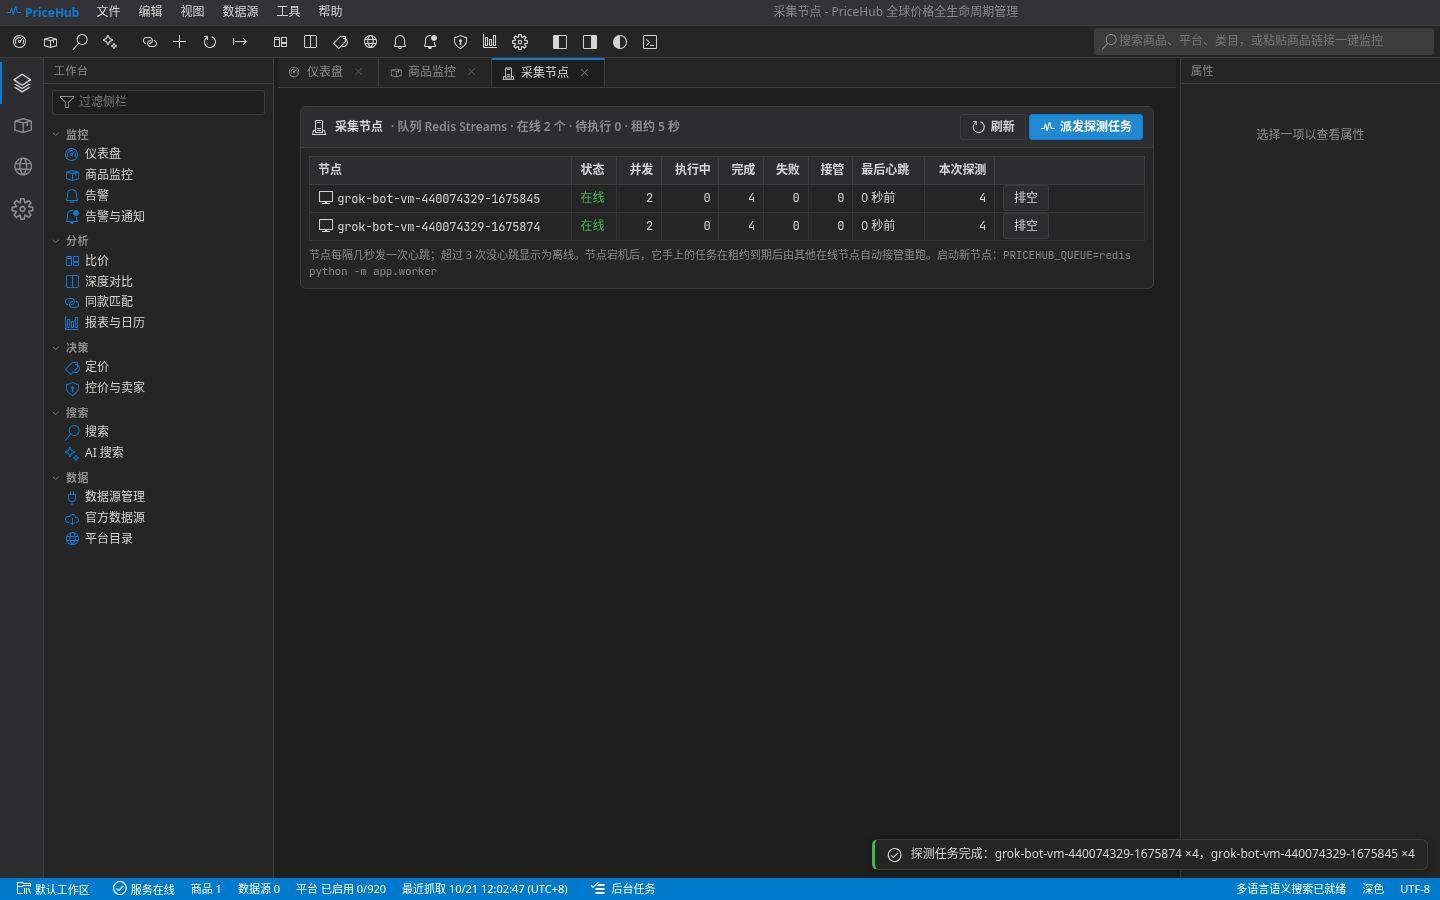 PriceHub 文件 编辑 视图 数据源 工具 帮助 采集节点 - PriceHub 全球价格全生命周期管理
搜索商品、平台、类目，或粘贴商品链接一键监控
工作台
过滤侧栏
监控
仪表盘
商品监控
告警
告警与通知
分析
比价
深度对比
同款匹配
报表与日历
决策
定价
控价与卖家
搜索
搜索
AI 搜索
数据
数据源管理
官方数据源
平台目录
仪表盘 商品监控 采集节点
采集节点 · 队列 Redis Streams · 在线 2 个 · 待执行 0 · 租约 5 秒 刷新 派发探测任务
节点 状态 并发 执行中 完成 失败 接管 最后心跳 本次探测
grok-bot-vm-440074329-1675845 在线 2 0 4 0 0 0 秒前 4 排空
grok-bot-vm-440074329-1675874 在线 2 0 4 0 0 0 秒前 4 排空
节点每隔几秒发一次心跳；超过 3 次没心跳显示为离线。节点宕机后，它手上的任务在租约到期后由其他在线节点自动接管重跑。启动新节点：PRICEHUB_QUEUE=redis
python -m app.worker
属性
选择一项以查看属性
探测任务完成：grok-bot-vm-440074329-1675874 ×4，grok-bot-vm-440074329-1675845 ×4
默认工作区 服务在线 商品 1 数据源 0 平台 已启用 0/920 最近抓取 10/21 12:02:47 (UTC+8) 后台任务 多语言语义搜索已就绪 深色 UTF-8